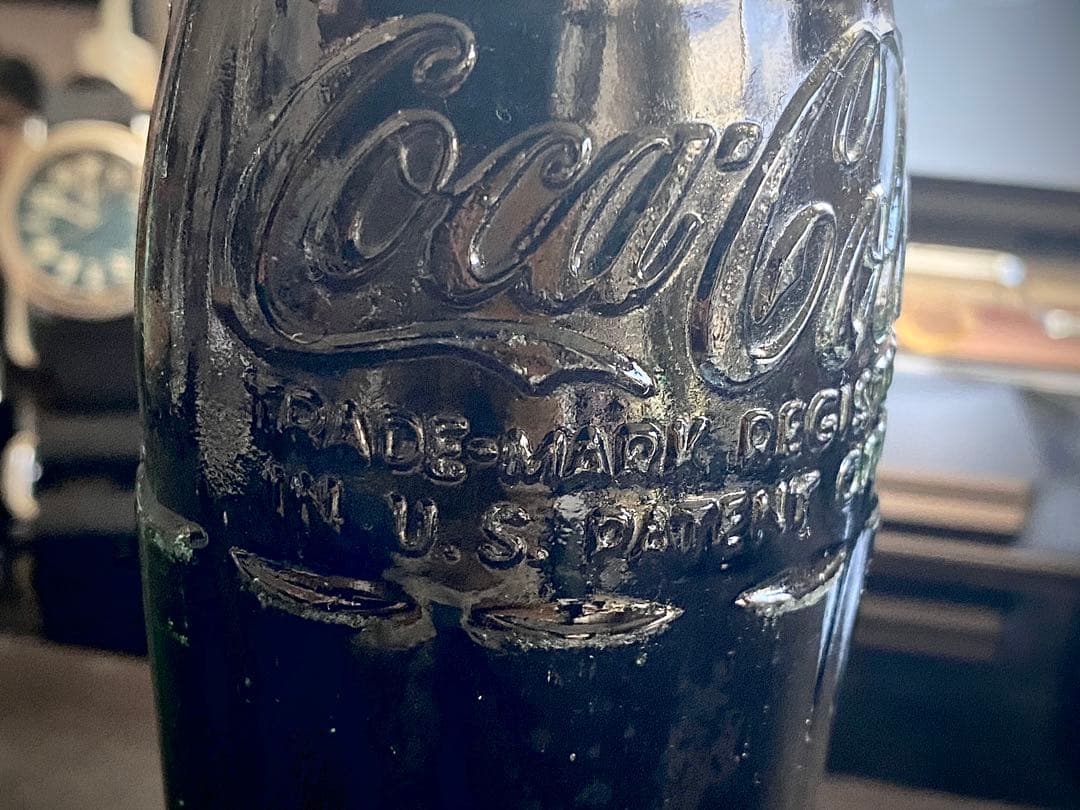 Coca-C
TRADE-MARK REGIS
IN U.S. PATENT O